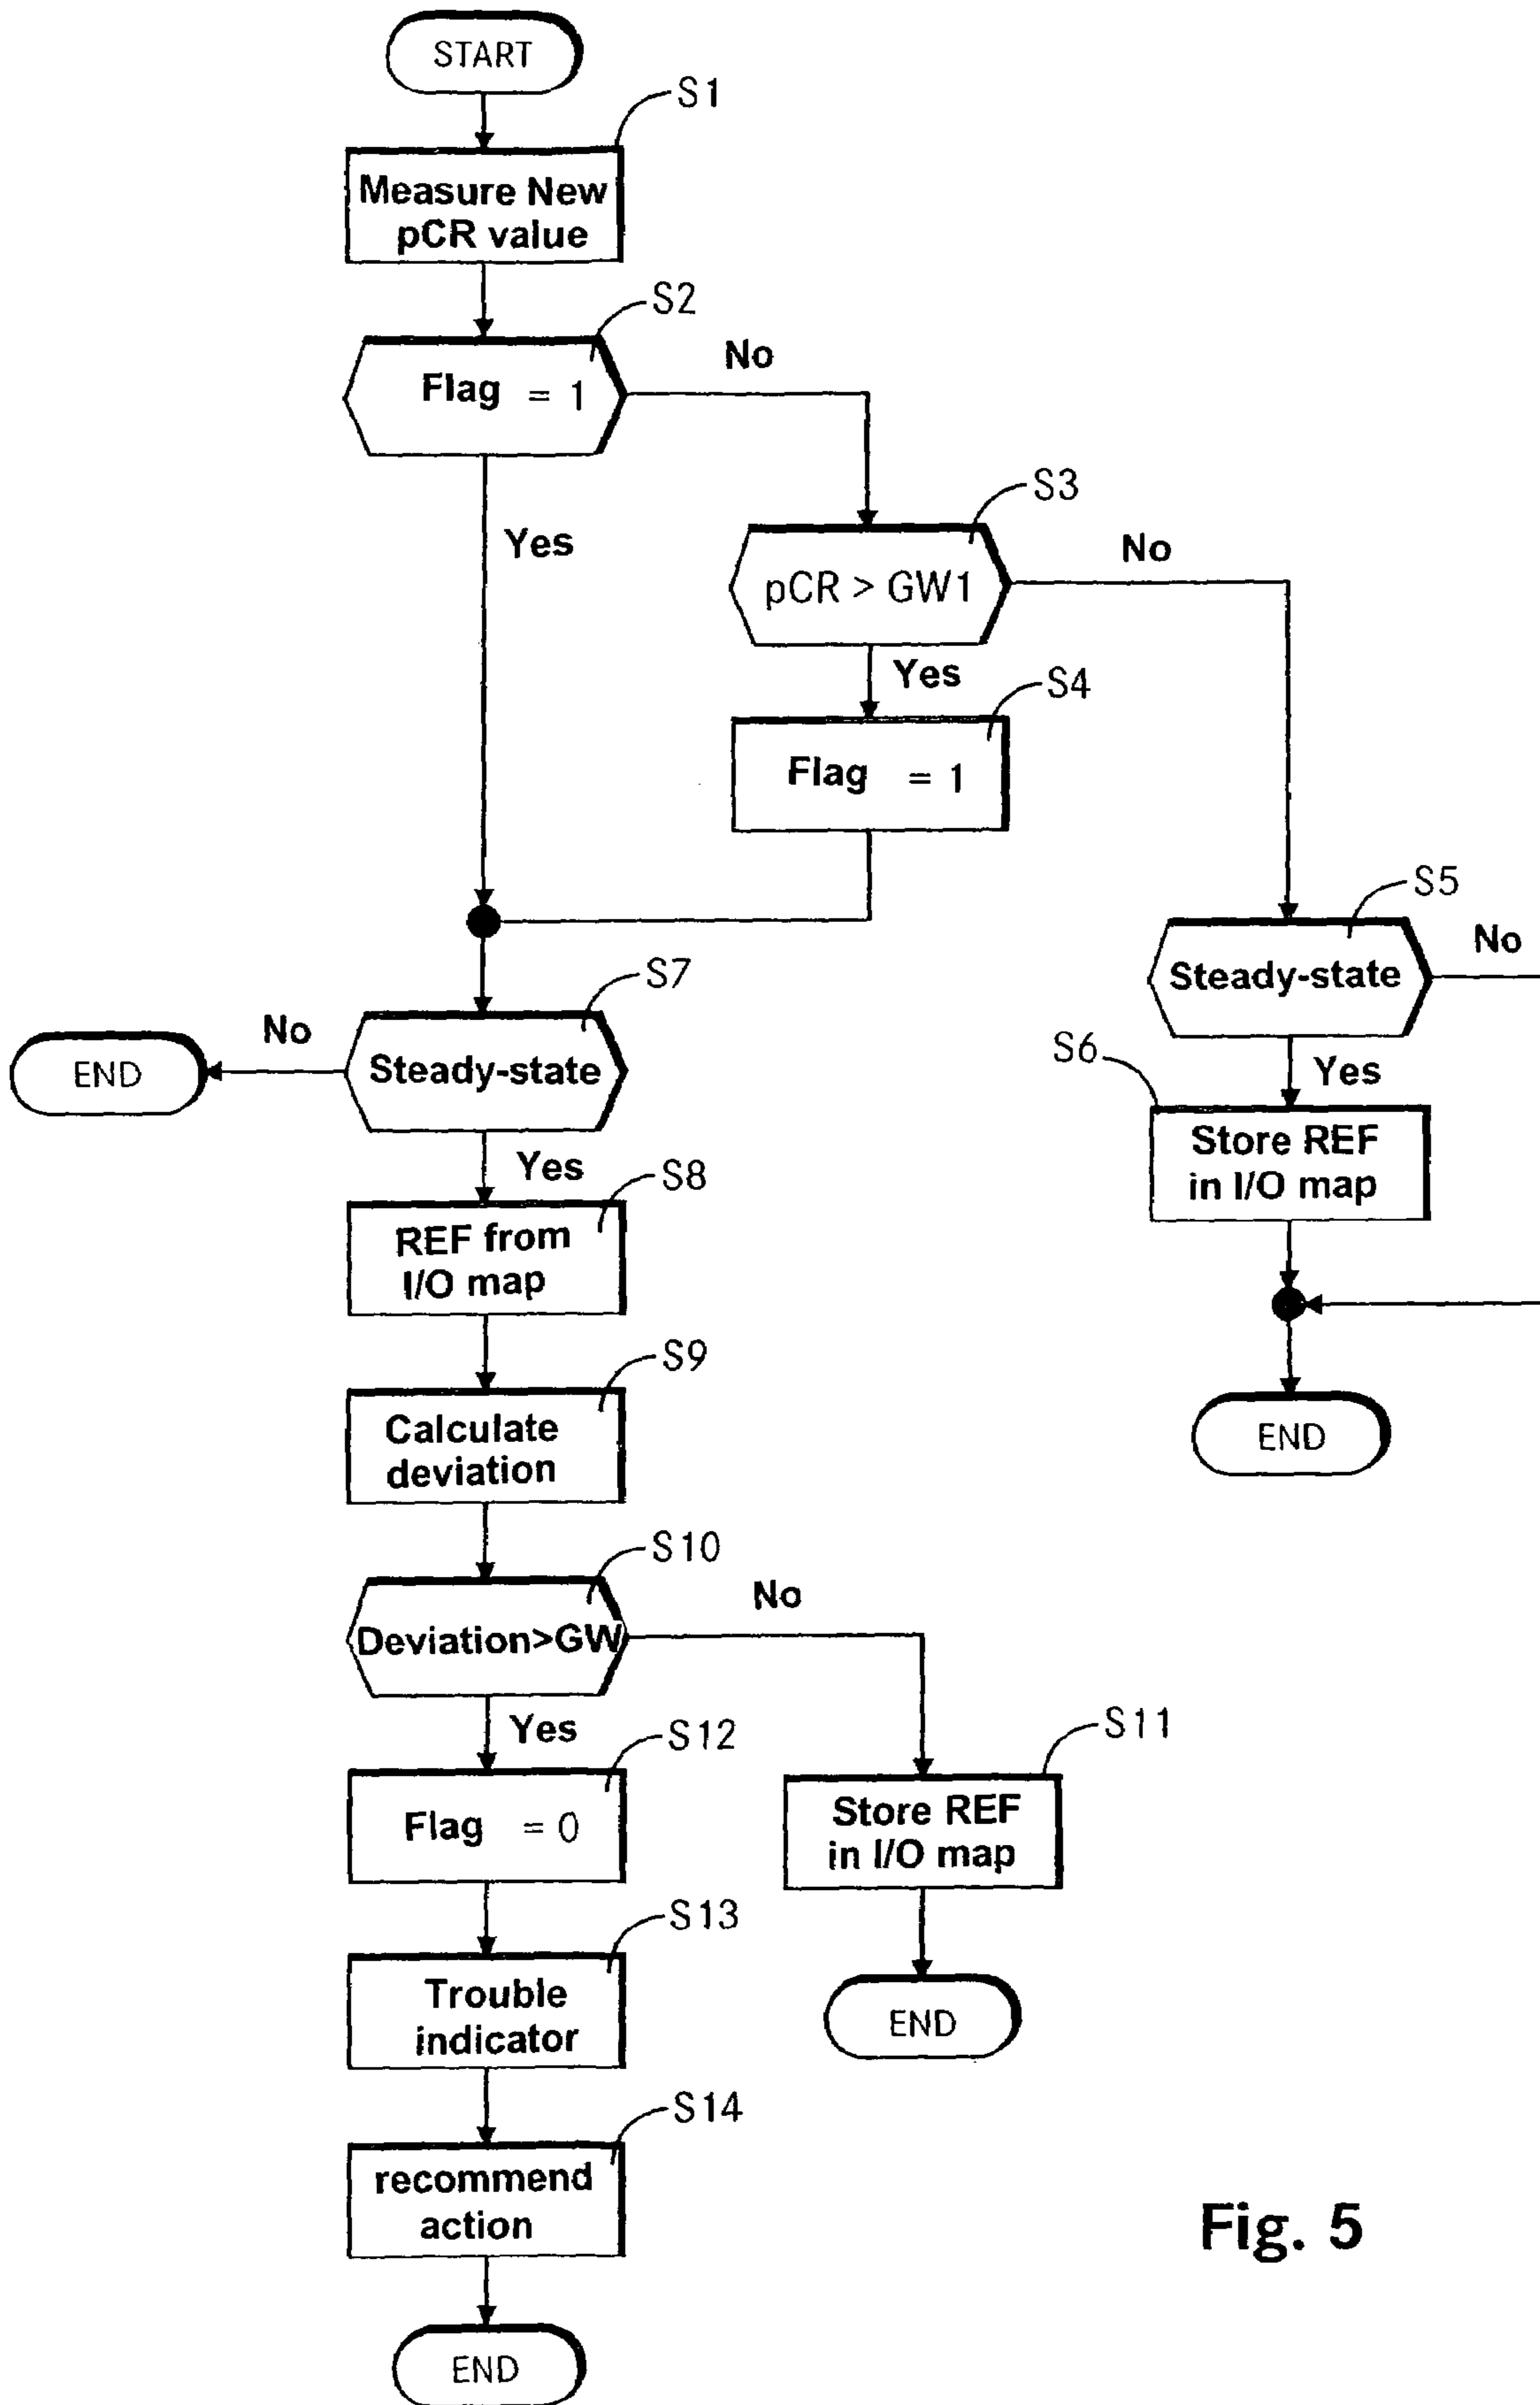 START
S1
Measure New
pCR value
S2
Flag = 1
No
Yes
S3
pCR > GW1
No
Yes
S4
Flag = 1
S5
Steady-state
No
Yes
S6
Store REF
in I/O map
END
S7
Steady-state
No
END
Yes
S8
REF from
I/O map
S9
Calculate
deviation
S10
Deviation>GW
No
Yes
S11
Store REF
in I/O map
END
S12
Flag = 0
S13
Trouble
indicator
S14
recommend
action
END
Fig. 5